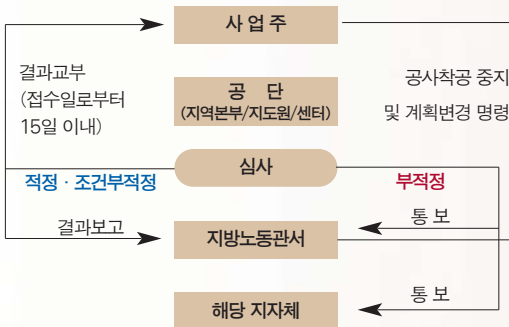 사 업 주
결과교부
(접수일로부터
15일 이내)
공 단
(지역본부/지도원/센터)
공사착공 중지
및 계획변경 명령
심사
적정 · 조건부적정
부적정
결과보고
지방노동관서
통 보
해당 지자체
통 보